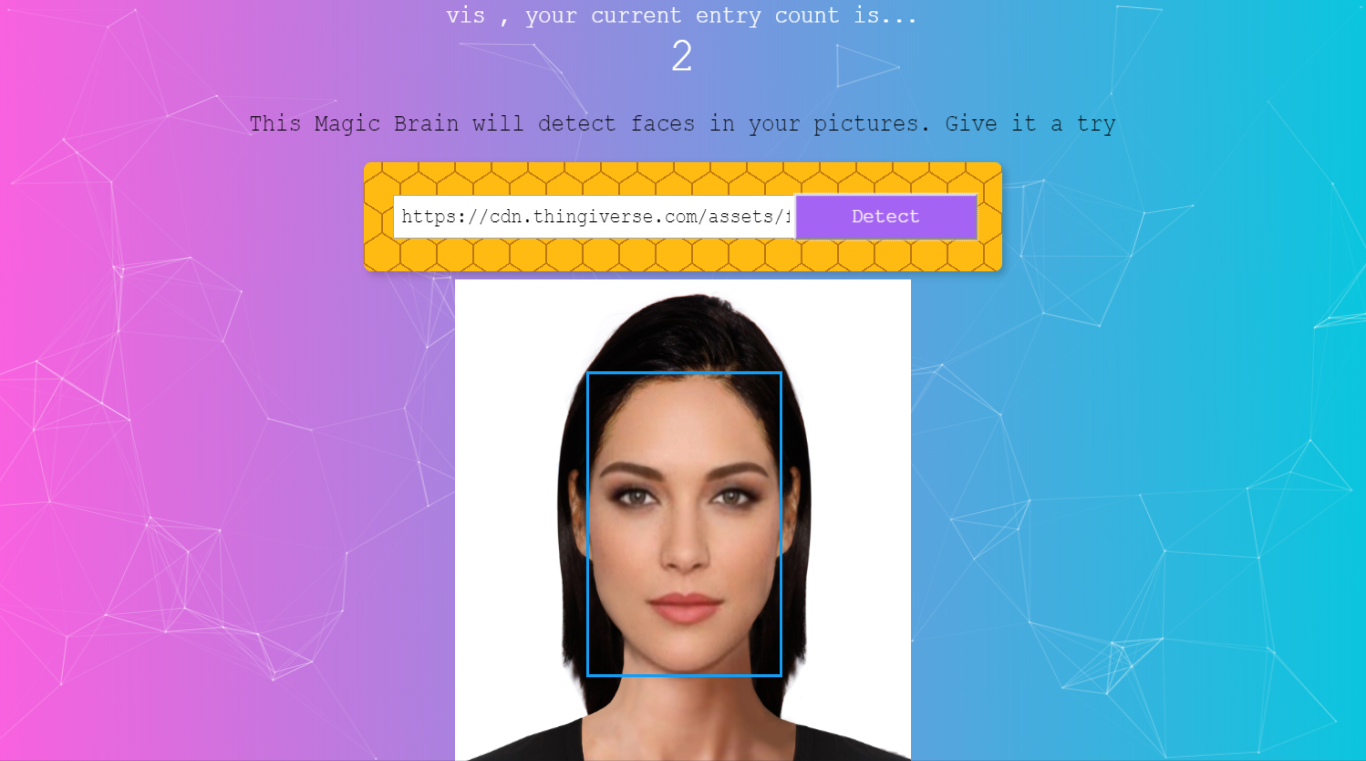 vis , your current entry count is...
2
This Magic Brain will detect faces in your pictures. Give it a try
https://cdn.thingiverse.com/assets/
Detect